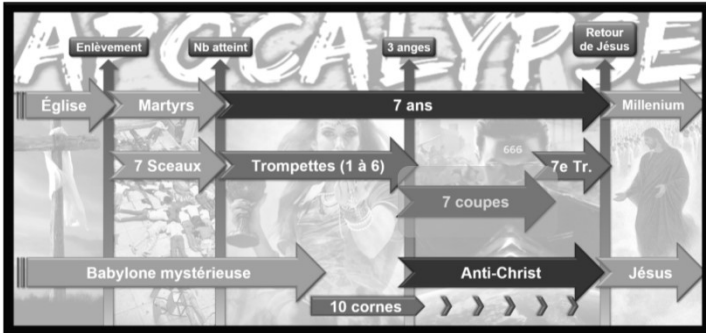 APOCALYPSE
Enlèvement
Nb atteint
3 anges
Retour
de Jésus
Église
Martyrs
7 ans
Millenium
7 Sceaux
Trompettes (1 à 6)
666
7e Tr.
7 coupes
Babylone mystérieuse
Anti-Christ
Jésus
10 cornes